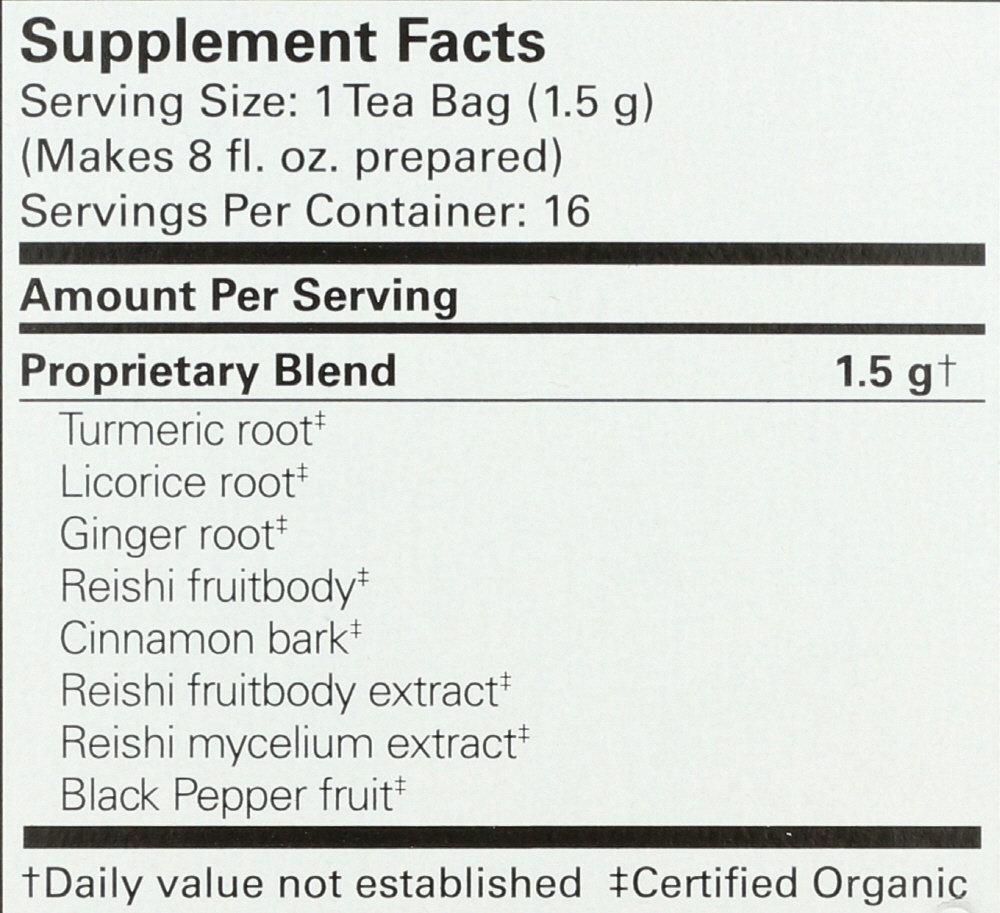 Supplement Facts
Serving Size: 1 Tea Bag (1.5 g)
(Makes 8 fl. oz. prepared)
Servings Per Container: 16
Amount Per Serving
Proprietary Blend 1.5 g†
Turmeric root‡
Licorice root‡
Ginger root‡
Reishi fruitbody‡
Cinnamon bark‡
Reishi fruitbody extract‡
Reishi mycelium extract‡
Black Pepper fruit‡
†Daily value not established ‡Certified Organic